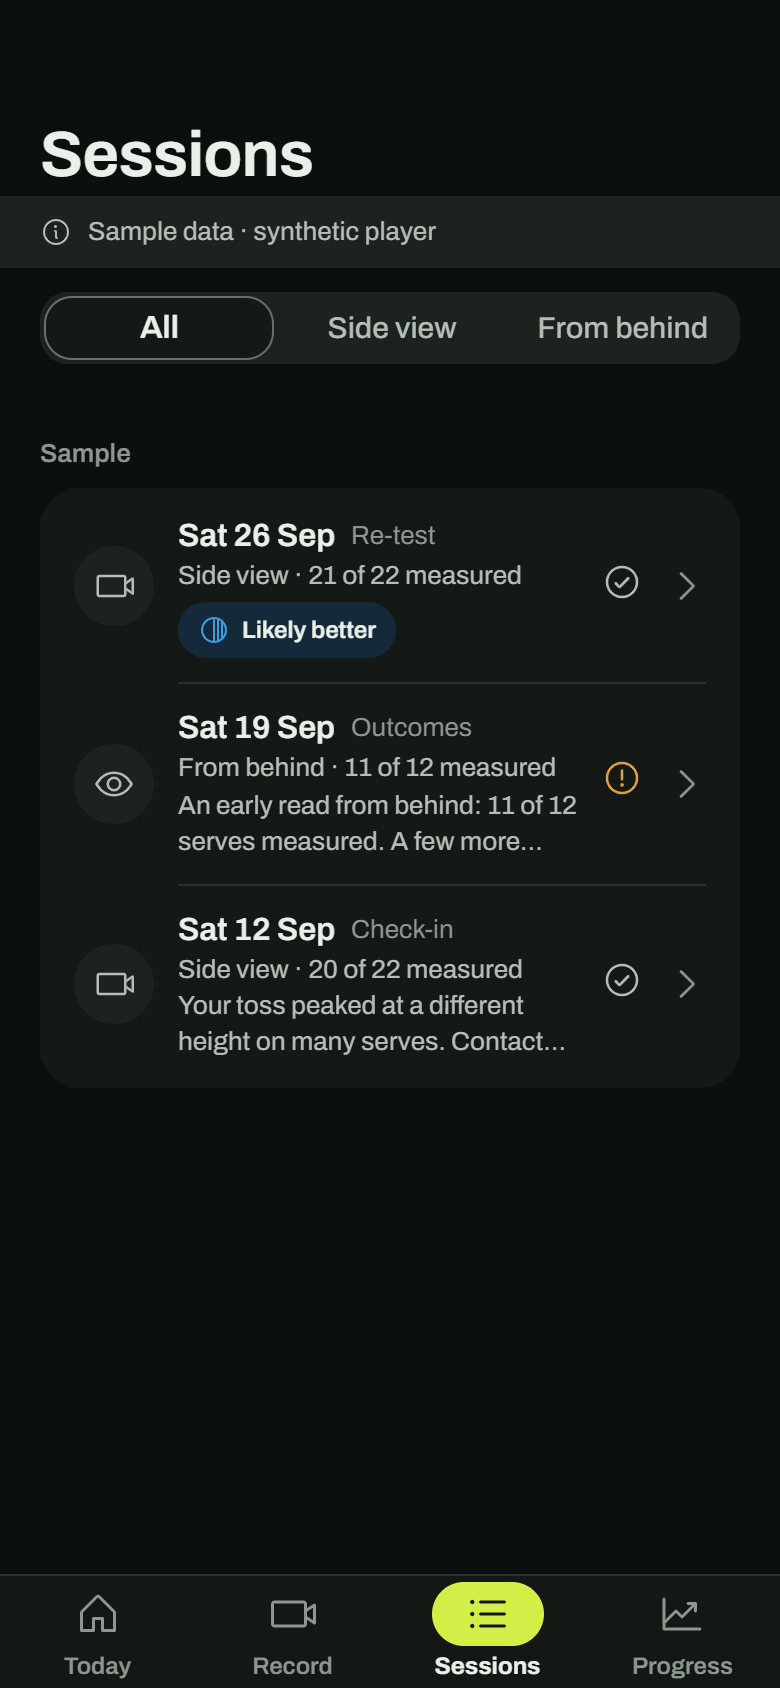 Sessions
Sample data · synthetic player
All
Side view
From behind
Sample
Sat 26 Sep Re-test
Side view · 21 of 22 measured
Likely better
Sat 19 Sep Outcomes
From behind · 11 of 12 measured
An early read from behind: 11 of 12
serves measured. A few more...
Sat 12 Sep Check-in
Side view · 20 of 22 measured
Your toss peaked at a different
height on many serves. Contact...
Today
Record
Sessions
Progress